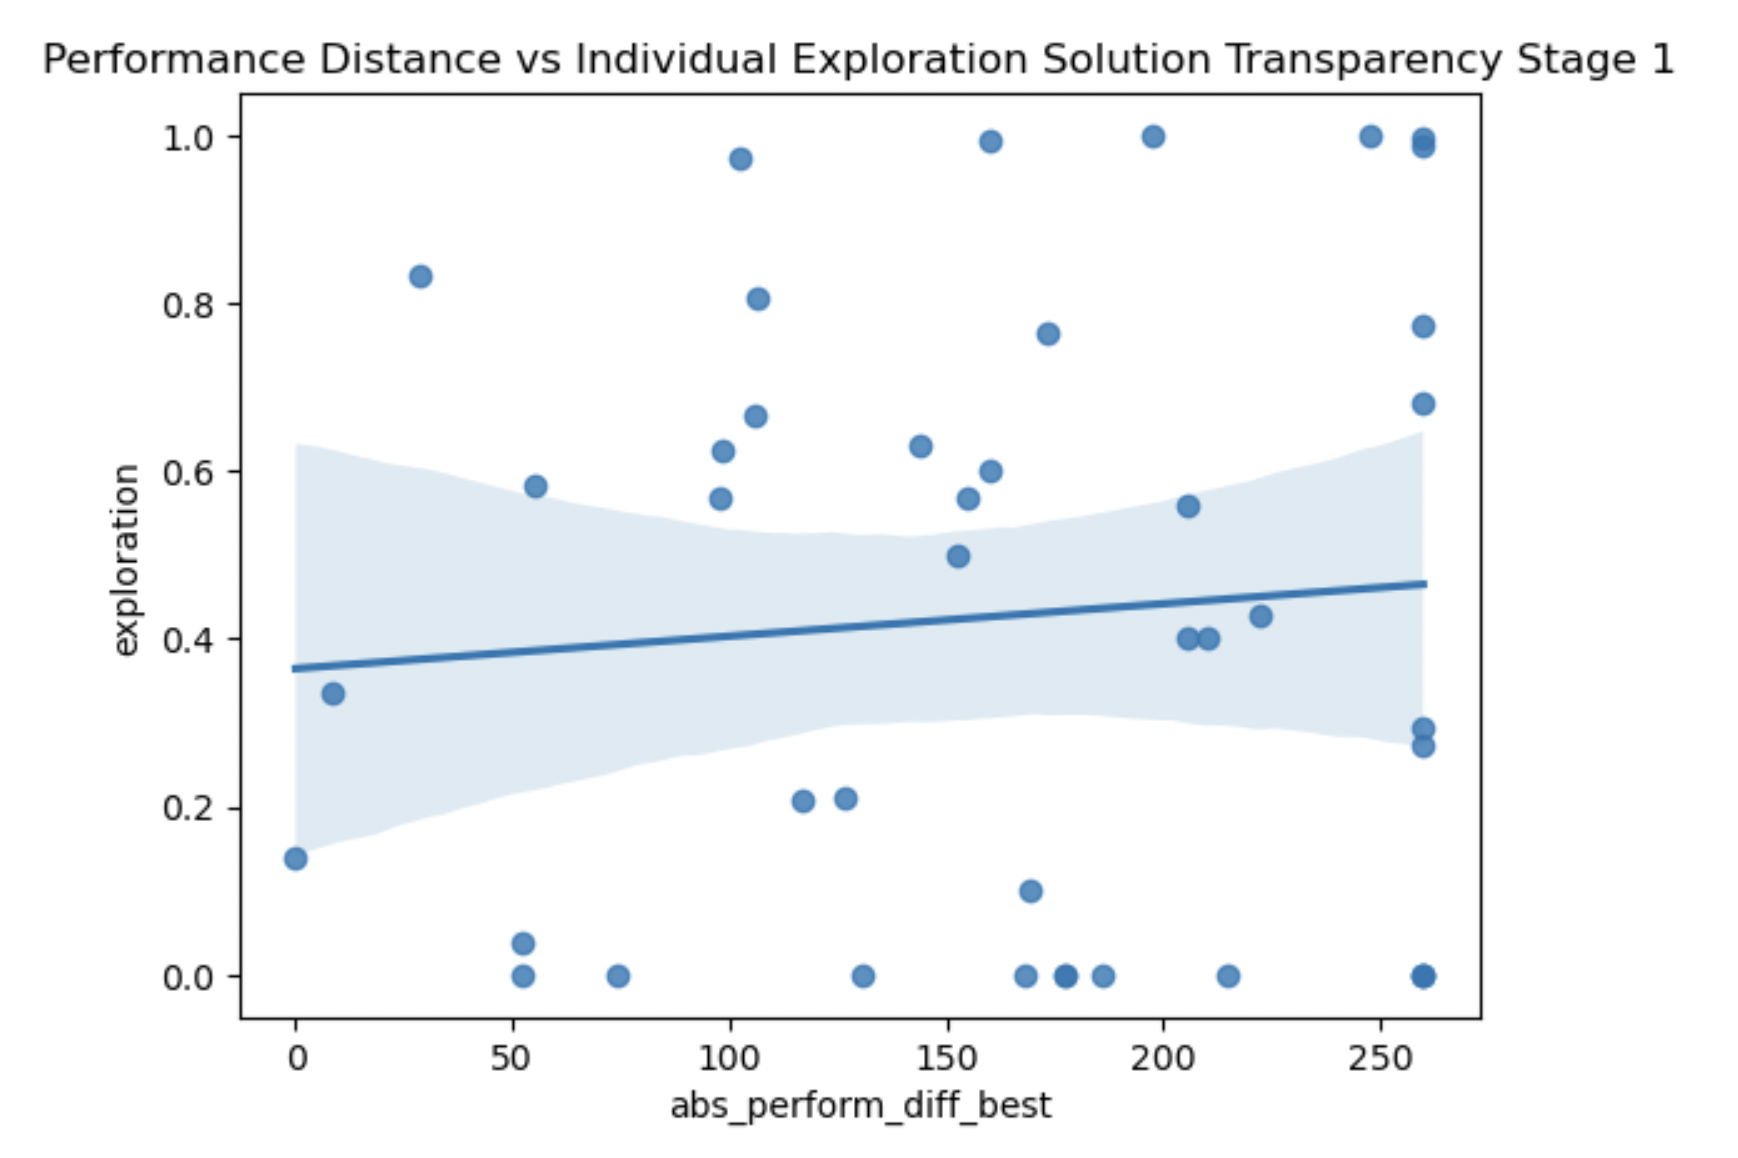 Performance Distance vs Individual Exploration Solution Transparency Stage 1
1.0
0.8
0.6
0.4
0.2
0.0
exploration
0 50 100 150 200 250
abs_perform_diff_best